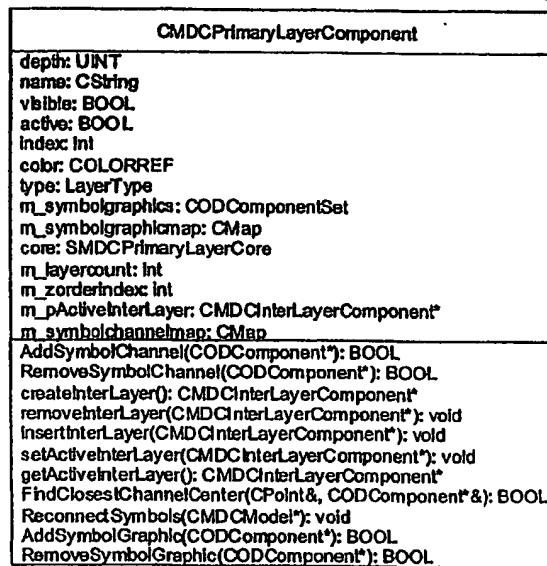 CMDCPrimaryLayerComponent
depth: UINT
name: CString
visible: BOOL
active: BOOL
index: int
color: COLORREF
type: LayerType
m_symbolgraphics: CODComponentSet
m_symbolgraphicmap: CMap
core: SMDCPrimaryLayerCore
m_layercount: int
m_zorderindex: int
m_pActiveInterLayer: CMDCInterLayerComponent*
m_symbolchannelmap: CMap
AddSymbolChannel(CODComponent*): BOOL
RemoveSymbolChannel(CODComponent*): BOOL
createInterLayer(): CMDCInterLayerComponent*
removeInterLayer(CMDCInterLayerComponent*): void
insertInterLayer(CMDCInterLayerComponent*): void
setActiveInterLayer(CMDCInterLayerComponent*): void
getActiveInterLayer(): CMDCInterLayerComponent*
FindClosestChannelCenter(CPoint&, CODComponent*&): BOOL
ReconnectSymbols(CMDCModel*): void
AddSymbolGraphic(CODComponent*): BOOL
RemoveSymbolGraphic(CODComponent*): BOOL